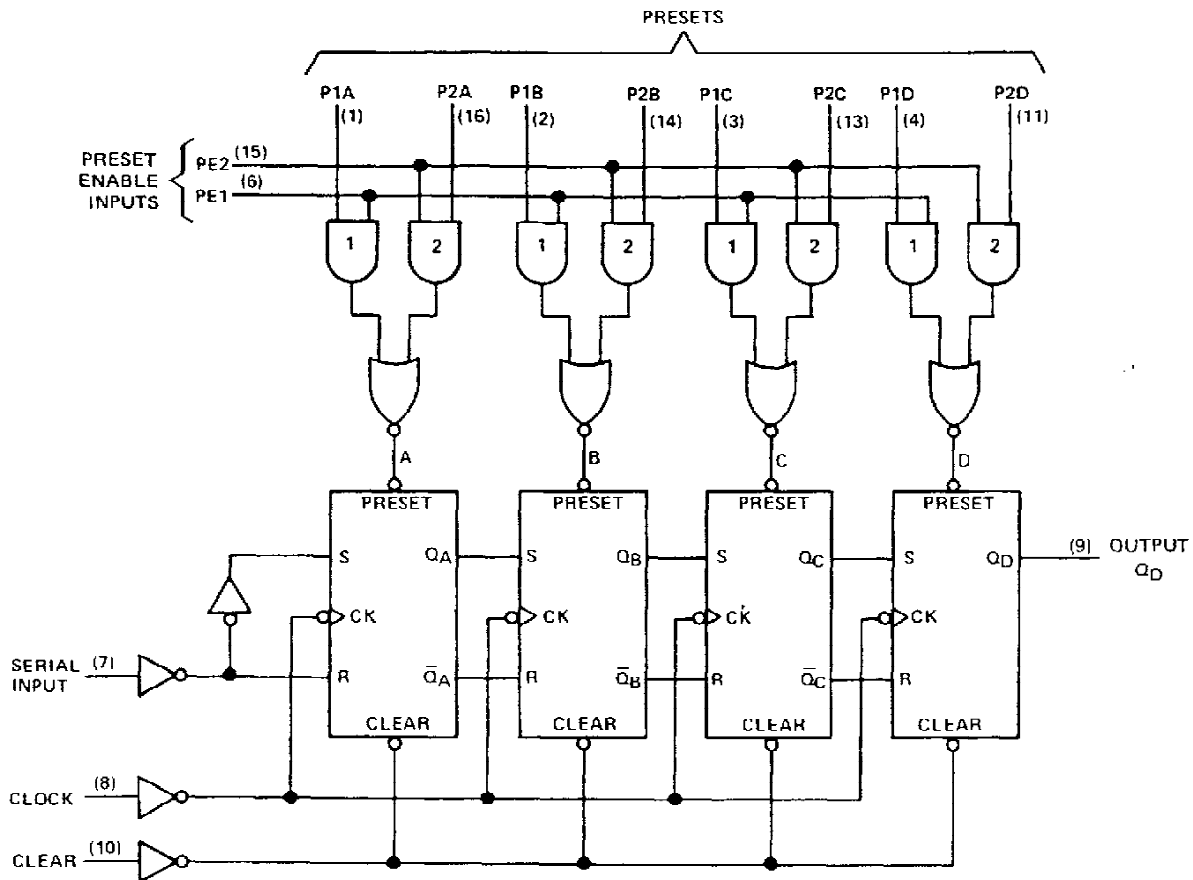 PRESETS
P1A P2A P1B P2B P1C P2C P1D P2D
(1) (16) (2) (14) (3) (13) (4) (11)
PRESET
ENABLE
INPUTS
PE2 (15)
PE1 (6)
1 2 1 2 1 2 1 2
A B C D
PRESET PRESET PRESET PRESET
S QA S QB S QC S QD (9) OUTPUT
QD
CK CK CK CK
SERIAL
INPUT
(7)
R Q̅A R Q̅B R Q̅C R
CLEAR CLEAR CLEAR CLEAR
CLOCK (8)
CLEAR (10)